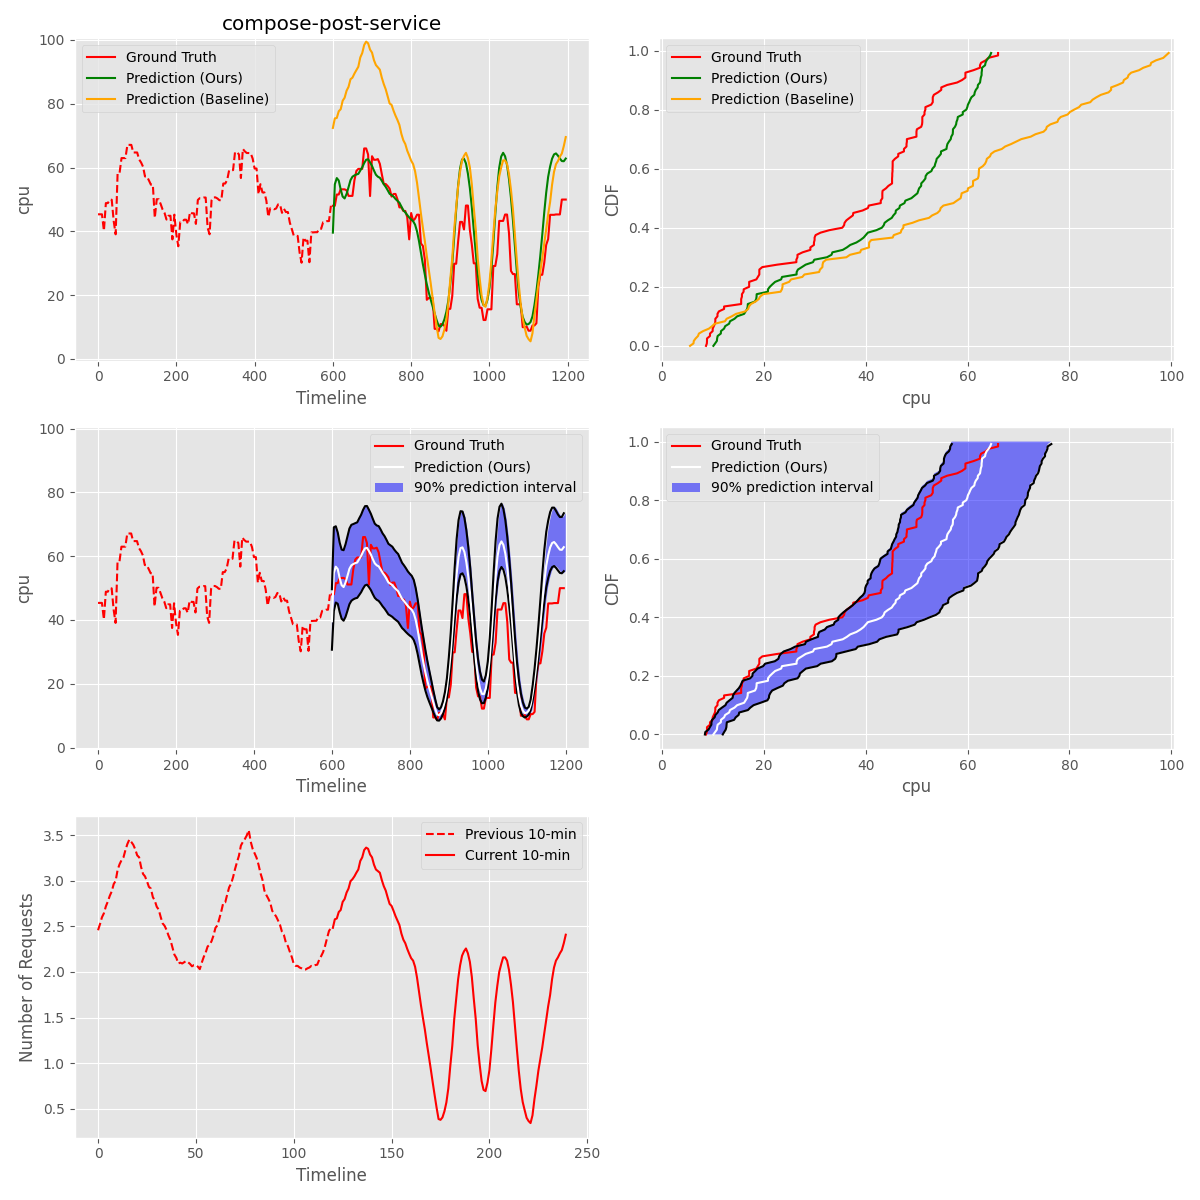 compose-post-service
100
80
60
40
20
0
cpu
Ground Truth
Prediction (Ours)
Prediction (Baseline)
0 200 400 600 800 1000 1200
Timeline
1.0
0.8
0.6
0.4
0.2
0.0
CDF
Ground Truth
Prediction (Ours)
Prediction (Baseline)
0 20 40 60 80 100
cpu
100
80
60
40
20
0
cpu
Ground Truth
Prediction (Ours)
90% prediction interval
0 200 400 600 800 1000 1200
Timeline
1.0
0.8
0.6
0.4
0.2
0.0
CDF
Ground Truth
Prediction (Ours)
90% prediction interval
0 20 40 60 80 100
cpu
3.5
3.0
2.5
2.0
1.5
1.0
0.5
Number of Requests
Previous 10-min
Current 10-min
0 50 100 150 200 250
Timeline